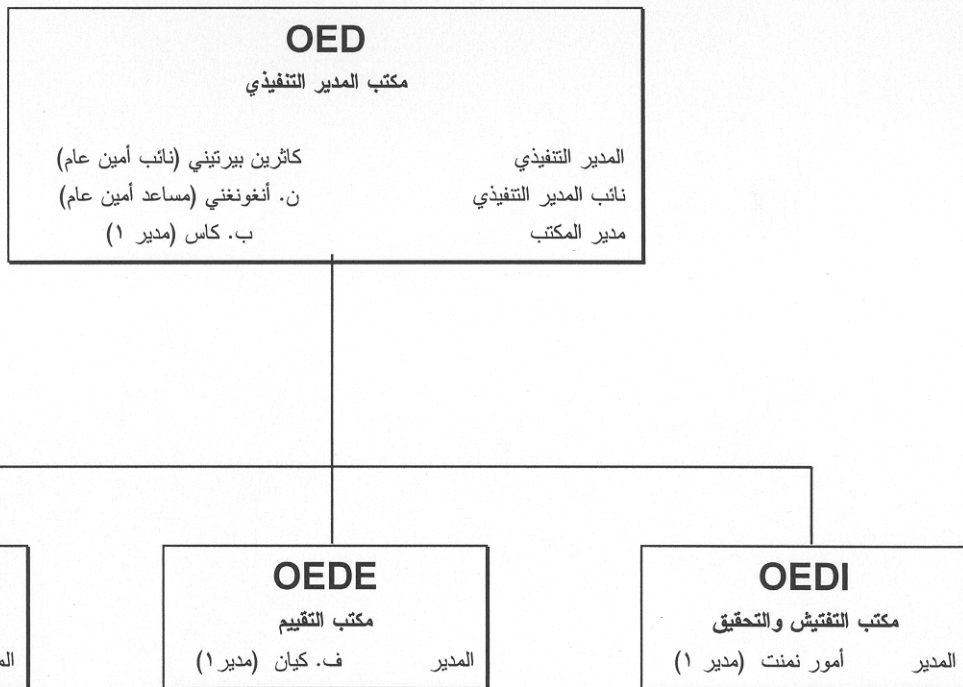 OED
مكتب المدير التنفيذي
المدير التنفيذي كاثرين بيرتيني (نائب أمين عام)
نائب المدير التنفيذي ن. أنغونغني (مساعد أمين عام)
مدير المكتب ب. كاس (مدير ١)
OEDI
مكتب التفتيش والتحقيق
المدير أمور نمنت (مدير ١)
OEDE
مكتب التقييم
المدير ف. كيان (مدير ١)